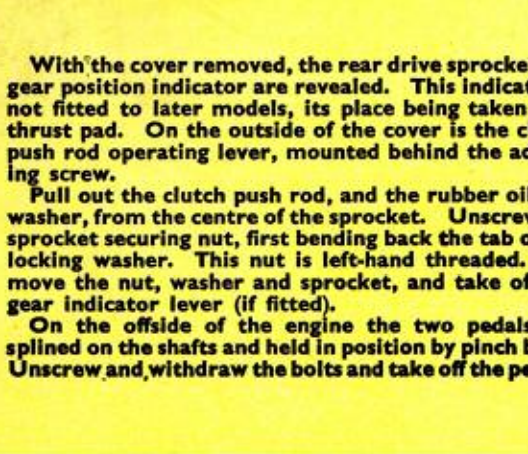 With the cover removed, the rear drive sprocke
gear position indicator are revealed. This indicat
not fitted to later models, its place being taken
thrust pad. On the outside of the cover is the c
push rod operating lever, mounted behind the ad
ing screw.
Pull out the clutch push rod, and the rubber oil
washer, from the centre of the sprocket. Unscrew
sprocket securing nut, first bending back the tab o
locking washer. This nut is left-hand threaded.
move the nut, washer and sprocket, and take of
gear indicator lever (if fitted).
On the offside of the engine the two pedals
splined on the shafts and held in position by pinch b
Unscrew and withdraw the bolts and take off the pe